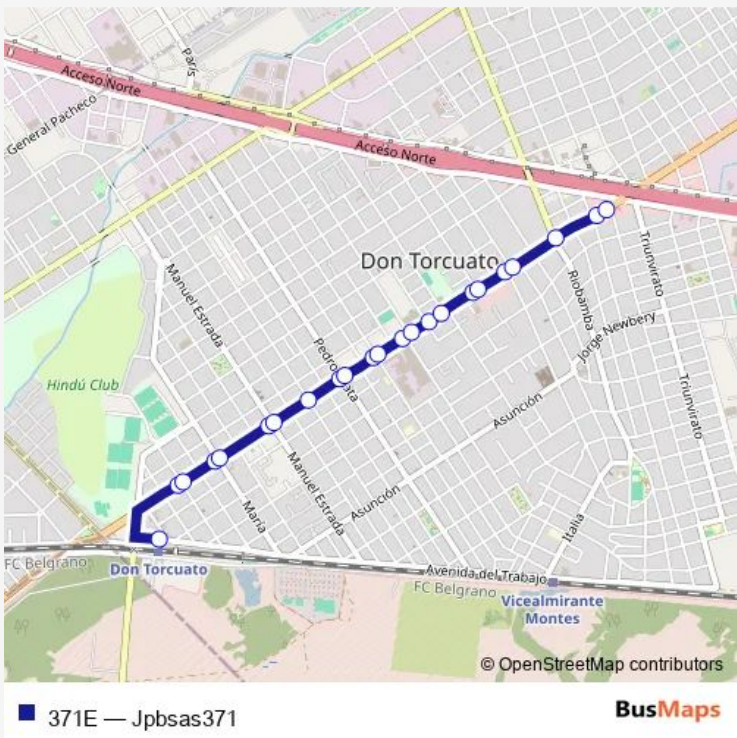 París
Acceso Norte
General Pacheco
Acceso Norte
Don Torcuato
Triunvirato
Manuel Estrada
Riobamba
Jorge Newbery
Pedro
ata
Hindú Club
Triunvirato
Asunción
Manuel Estrada
Asunción
María
Italia
FC Belgrano
Don Torcuato
Avenida del Trabajo
FC Belgrano
Vicealmirante
Montes
© OpenStreetMap contributors
371E — Jpbsas371
BusMaps